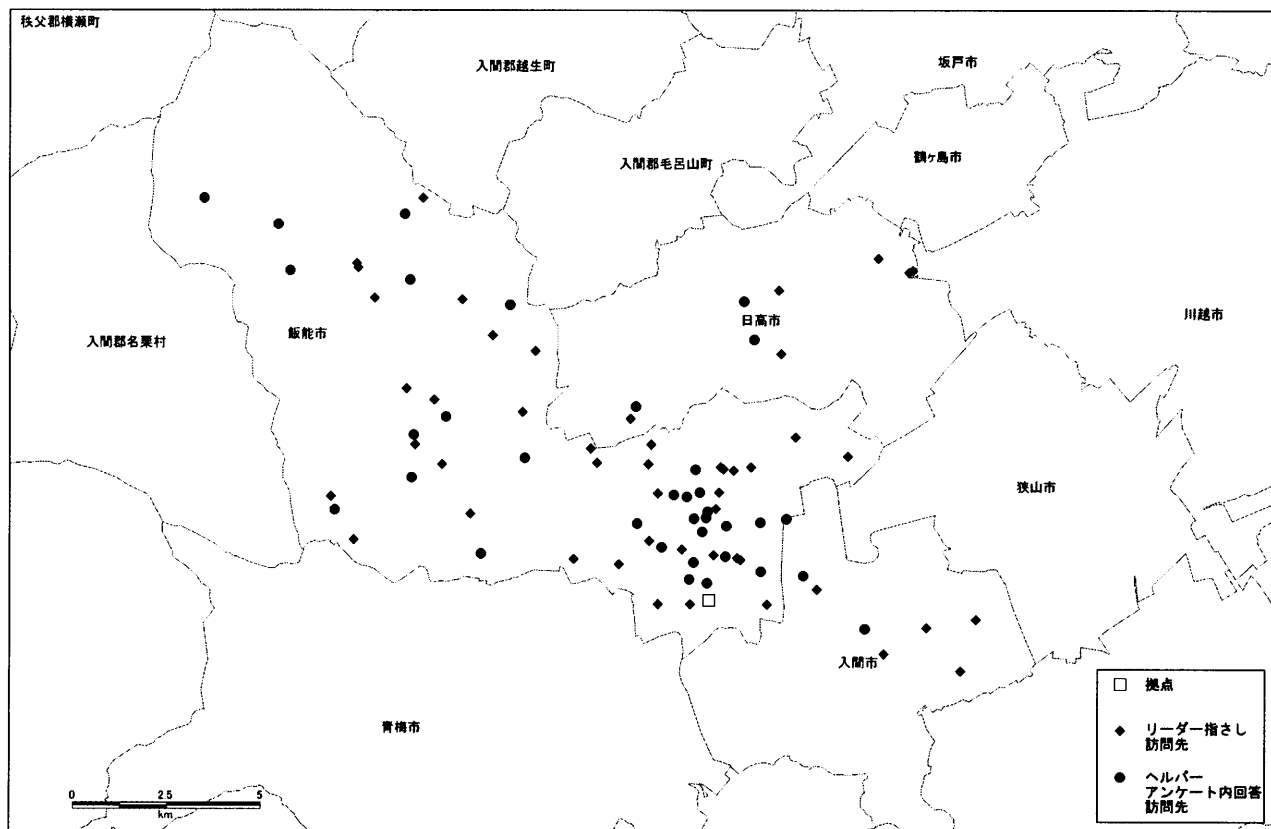 秩父郡横瀬町
入間郡越生町
坂戸市
鶴ヶ島市
入間郡毛呂山町
川越市
日高市
飯能市
入間郡名栗村
狭山市
入間市
青梅市
拠点
リーダー指さし
訪問先
ヘルパー
アンケート内回答
訪問先
0 2.5 5
km